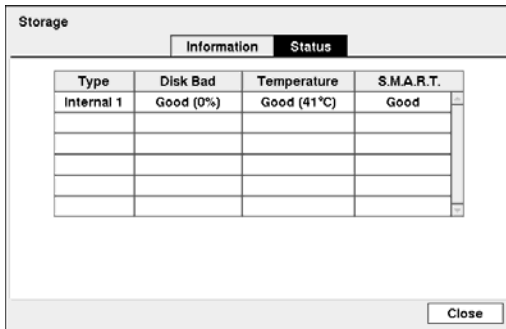 Storage
Information Status
Type Disk Bad Temperature S.M.A.R.T.
Internal 1 Good (0%) Good (41°C) Good
Close